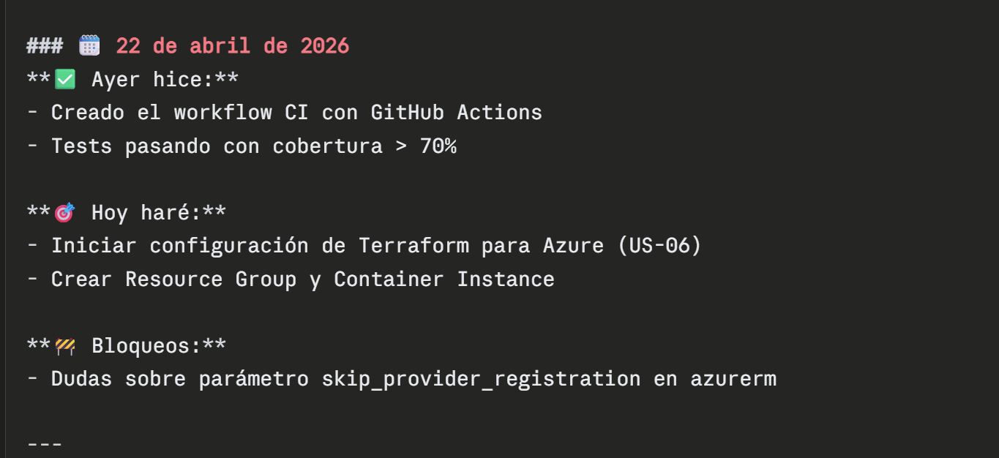 ### 🗓️ 22 de abril de 2026
**✅ Ayer hice:**
- Creado el workflow CI con GitHub Actions
- Tests pasando con cobertura > 70%
**🎯 Hoy haré:**
- Iniciar configuración de Terraform para Azure (US-06)
- Crear Resource Group y Container Instance
**🚧 Bloqueos:**
- Dudas sobre parámetro skip_provider_registration en azurerm
---